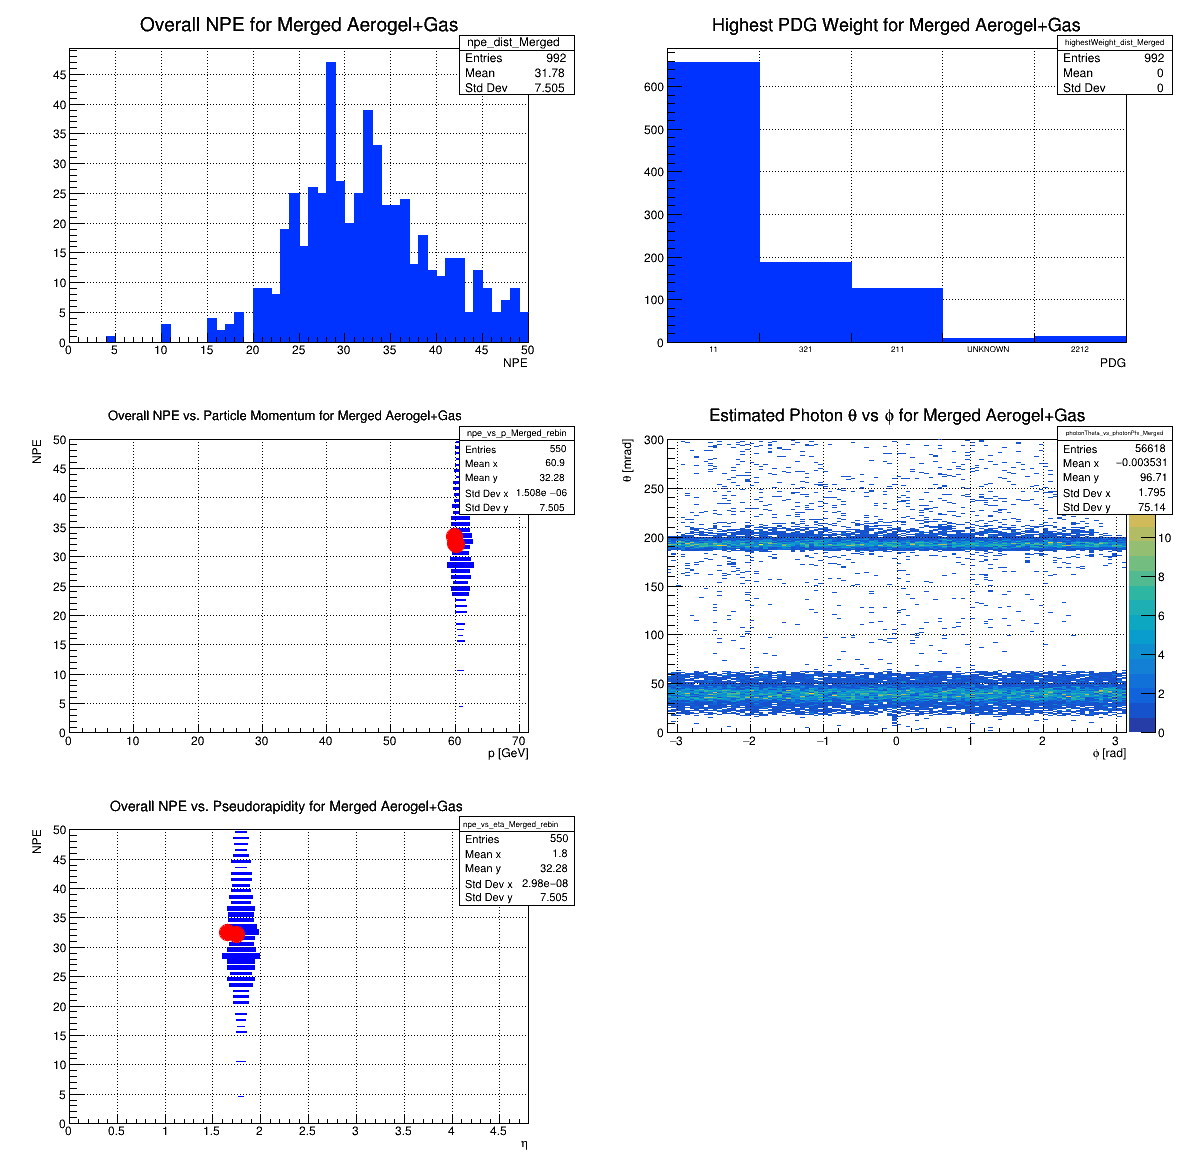 Overall NPE for Merged Aerogel+Gas
npe_dist_Merged
Entries 992
Mean 31.78
Std Dev 7.505
45
40
35
30
25
20
15
10
5
0
0 5 10 15 20 25 30 35 40 45 50
NPE
Highest PDG Weight for Merged Aerogel+Gas
highestWeight_dist_Merged
Entries 992
Mean 0
Std Dev 0
600
500
400
300
200
100
0
11 321 211 UNKNOWN 2212
PDG
Overall NPE vs. Particle Momentum for Merged Aerogel+Gas
npe_vs_p_Merged_rebin
Entries 550
Mean x 60.9
Mean y 32.28
Std Dev x 1.508e −06
Std Dev y 7.505
NPE
50
45
40
35
30
25
20
15
10
5
0
0 10 20 30 40 50 60 70
p [GeV]
Estimated Photon θ vs ϕ for Merged Aerogel+Gas
photonTheta_vs_photonPhi_Merged
Entries 56618
Mean x −0.003531
Mean y 96.71
Std Dev x 1.795
Std Dev y 75.14
θ [mrad]
300
250
200
150
100
50
0
−3 −2 −1 0 1 2 3
ϕ [rad]
10
8
6
4
2
0
Overall NPE vs. Pseudorapidity for Merged Aerogel+Gas
npe_vs_eta_Merged_rebin
Entries 550
Mean x 1.8
Mean y 32.28
Std Dev x 2.98e−08
Std Dev y 7.505
NPE
50
45
40
35
30
25
20
15
10
5
0
0 0.5 1 1.5 2 2.5 3 3.5 4 4.5
η